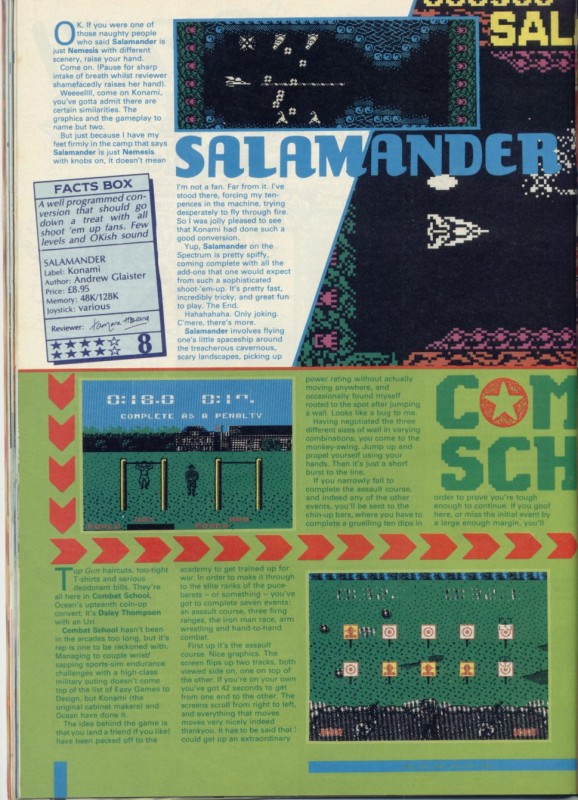 OK. If you were one of
those naughty people
who said Salamander is
just Nemesis with different
scenery, raise your hand.
Come on. (Pause for sharp
intake of breath whilst reviewer
shamefacedly raises her hand).
Weeeellll, come on Konami,
you've gotta admit there are
certain similarities. The
graphics and the gameplay to
name but two.
But just because I have my
feet firmly in the camp that says
Salamander is just Nemesis
with knobs on, it doesn't mean
SAL
SALAMANDER
FACTS BOX
A well programmed con-
version that should go
down a treat with all
shoot 'em up fans. Few
levels and OKish sound
SALAMANDER
Label: Konami
Author: Andrew Glaister
Price: £8.95
Memory: 48K/128K
Joystick: various
Reviewer:
8
I'm not a fan. Far from it. I've
stood there, forcing my ten-
pences in the machine, trying
desperately to fly through fire.
So I was jolly pleased to see
that Konami had done such a
good conversion.
Yup, Salamander on the
Spectrum is pretty spiffy,
coming complete with all the
add-ons that one would expect
from such a sophisticated
shoot-'em-up. It's pretty fast,
incredibly tricky, and great fun
to play. The End.
Hahahahaha. Only joking.
C'mere, there's more.
Salamander involves flying
one's little spaceship around
the treacherous cavernous,
scary landscapes, picking up
0:18.0
COMPLETE AS A PENALTY
COM
SCH
Top Gun haircuts, too-tight
T-shirts and serious
deodorant bills. They're
all here in Combat School,
Ocean's upteenth coin-op
convert. It's Daley Thompson
with an Uzi.
Combat School hasn't been
in the arcades too long, but it's
rep is one to be reckoned with.
Managing to couple wrist/
sapping sports-sim endurance
challenges with a high-class
military outing doesn't come
top of the list of Easy Games to
Design, but Konami (the
original cabinet makers) and
Ocean have done it.
The idea behind the game is
that you (and a friend if you like)
have been packed off to the
academy to get trained up for
war. In order to make it through
to the elite ranks of the puce-
berets – or something – you've
got to complete seven events:
an assault course, three firing
ranges, the iron man race, arm
wrestling and hand-to-hand
combat.
First up it's the assault
course. Nice graphics. The
screen flips up two tracks, both
viewed side on, one on top of
the other. If you're on your own
you've got 42 seconds to get
from one end to the other. The
screens scroll from right to left,
and everything that moves
moves very nicely indeed
thankyou. It has to be said that I
could get up an extraordinary
power rating without actually
moving anywhere, and
occasionally found myself
rooted to the spot after jumping
a wall. Looks like a bug to me.
Having negotiated the three
different sizes of wall in varying
combinations, you come to the
monkey-swing. Jump up and
propel yourself using your
hands. Then it's just a short
burst to the line.
If you narrowly fail to
complete the assault course,
and indeed any of the other
events, you'll be sent to the
chin-up bars, where you have to
complete a gruelling ten dips in
order to prove you're tough
enough to continue. If you goof
here, or miss the initial event by
a large enough margin, you'll